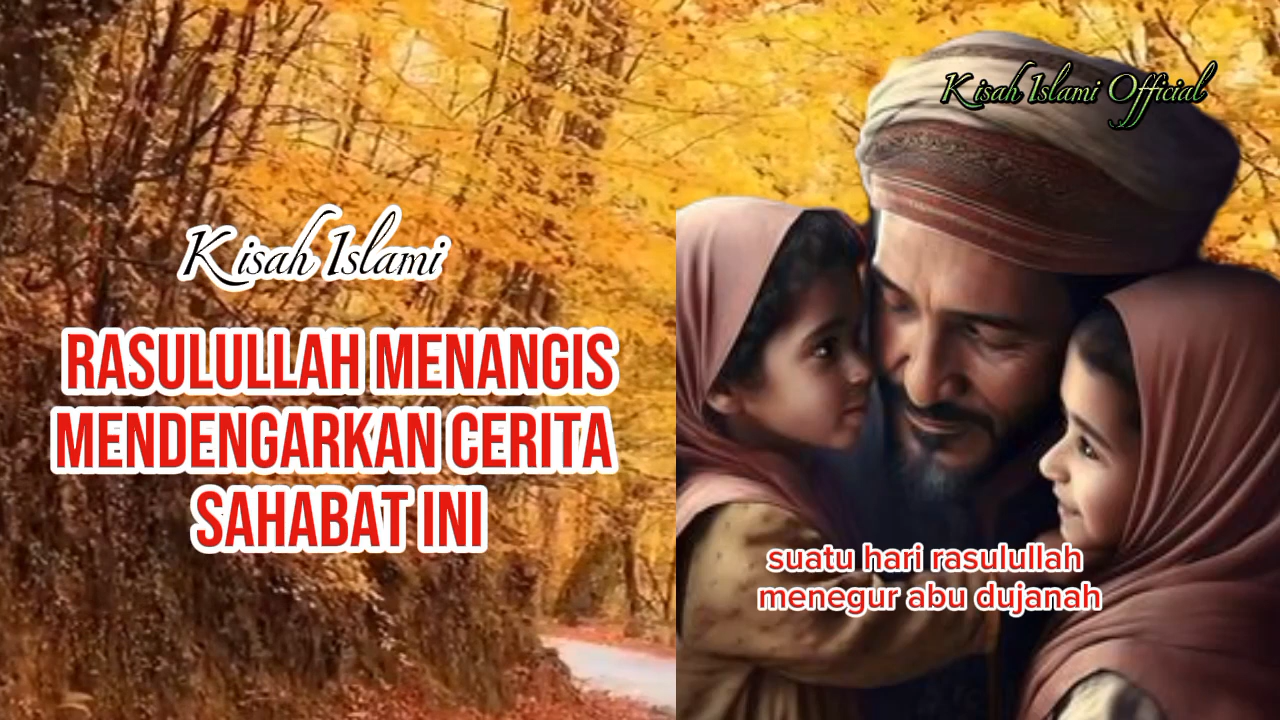 Kisah Islami Official
Kisah Islami
RASULULLAH MENANGIS
MENDENGARKAN CERITA
SAHABAT INI
suatu hari rasulullah
menegur abu dujanah